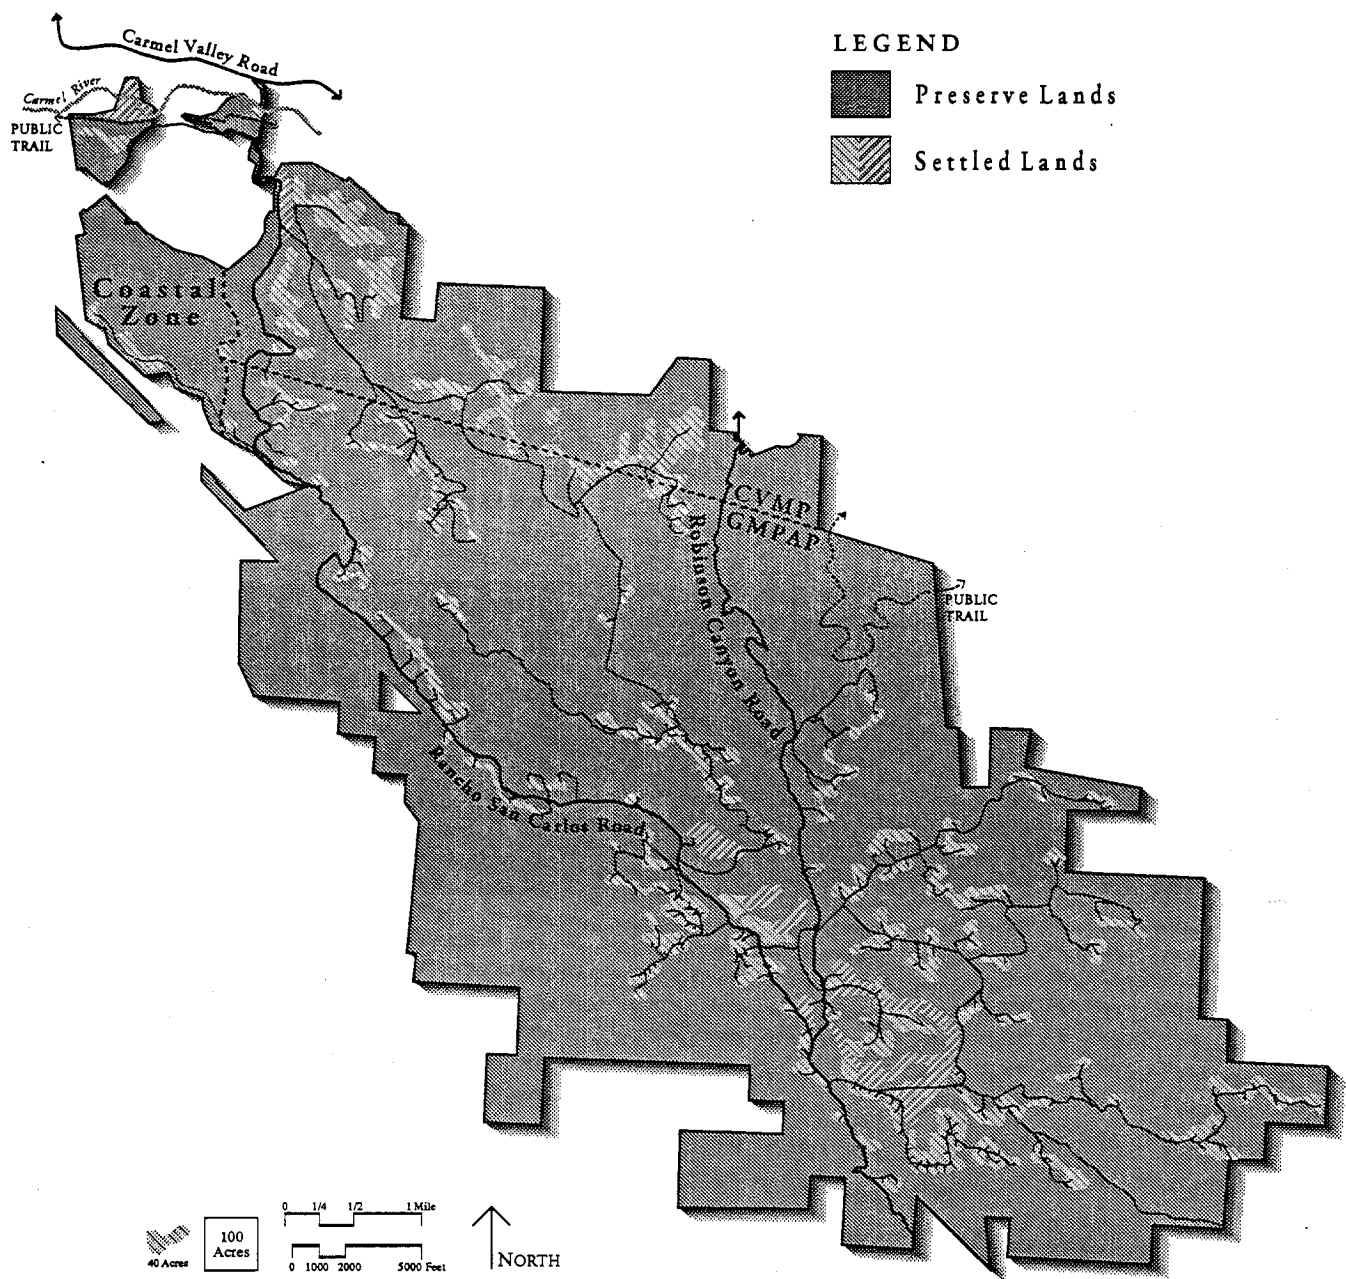 LEGEND
Preserve Lands
Settled Lands
Carmel Valley Road
Carmel River
PUBLIC
TRAIL
Coastal
Zone
CVMP
GMPAP
Robinson Canyon Road
PUBLIC
TRAIL
Rancho San Carlos Road
40 Acres
100
Acres
0 1/4 1/2 1 Mile
0 1000 2000 5000 Feet
NORTH